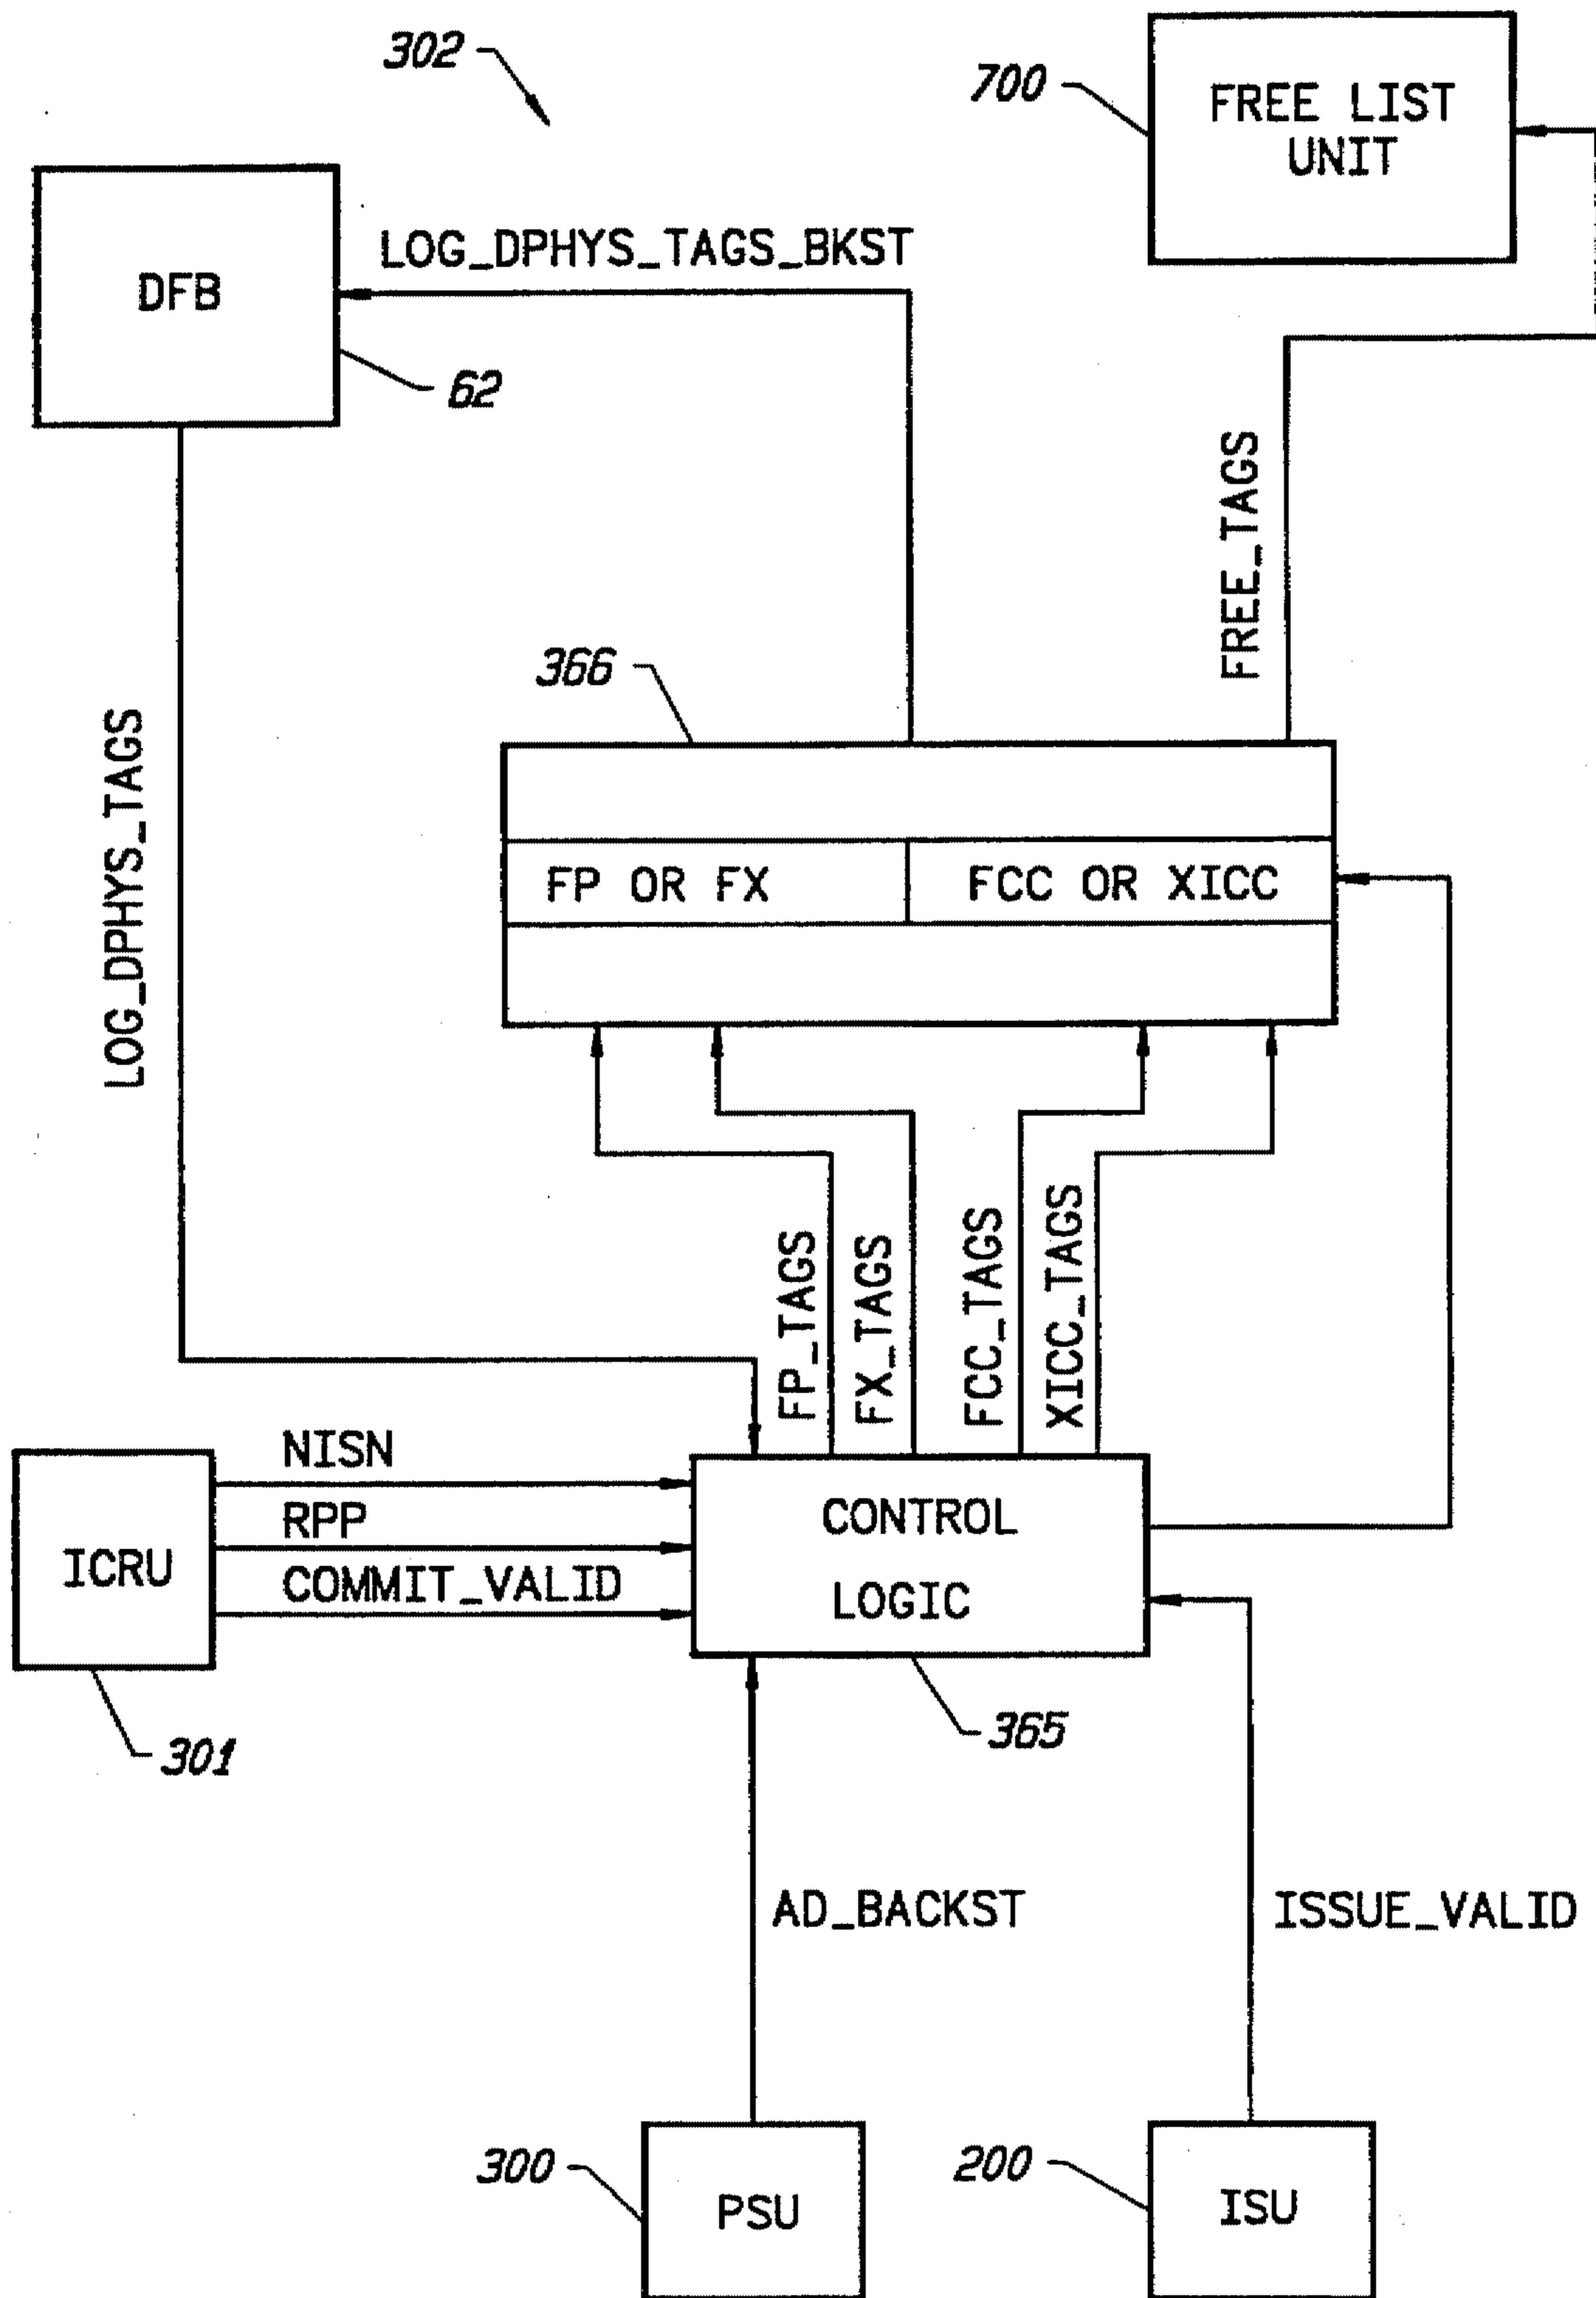 302
700
FREE LIST
UNIT
DFB
LOG_DPHYS_TAGS_BKST
62
FREE_TAGS
LOG_DPHYS_TAGS
366
FP OR FX
FCC OR XICC
FP_TAGS
FX_TAGS
FCC_TAGS
XICC_TAGS
ICRU
NISN
RPP
COMMIT_VALID
CONTROL
LOGIC
301
365
AD_BACKST
ISSUE_VALID
300
PSU
200
ISU